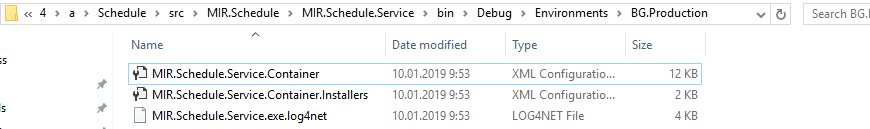 « 4 › a › Schedule › src › MIR.Schedule › MIR.Schedule.Service › bin › Debug › Environments › BG.Production
Name Date modified Type Size
MIR.Schedule.Service.Container 10.01.2019 9:53 XML Configuratio... 12 KB
MIR.Schedule.Service.Container.Installers 10.01.2019 9:53 XML Configuratio... 2 KB
MIR.Schedule.Service.exe.log4net 10.01.2019 9:53 LOG4NET File 4 KB